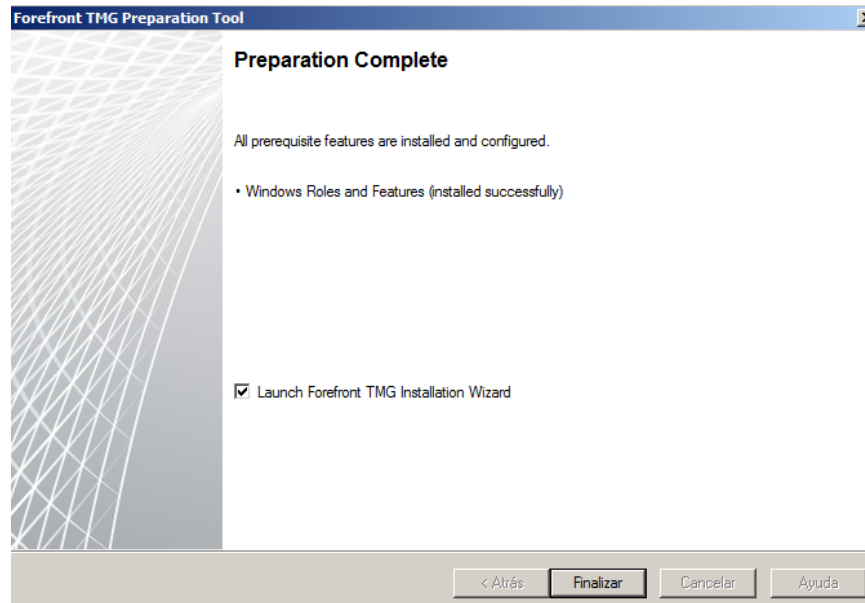 Forefront TMG Preparation Tool
Preparation Complete
All prerequisite features are installed and configured.
• Windows Roles and Features (installed successfully)
Launch Forefront TMG Installation Wizard
< Atrás Finalizar Cancelar Ayuda